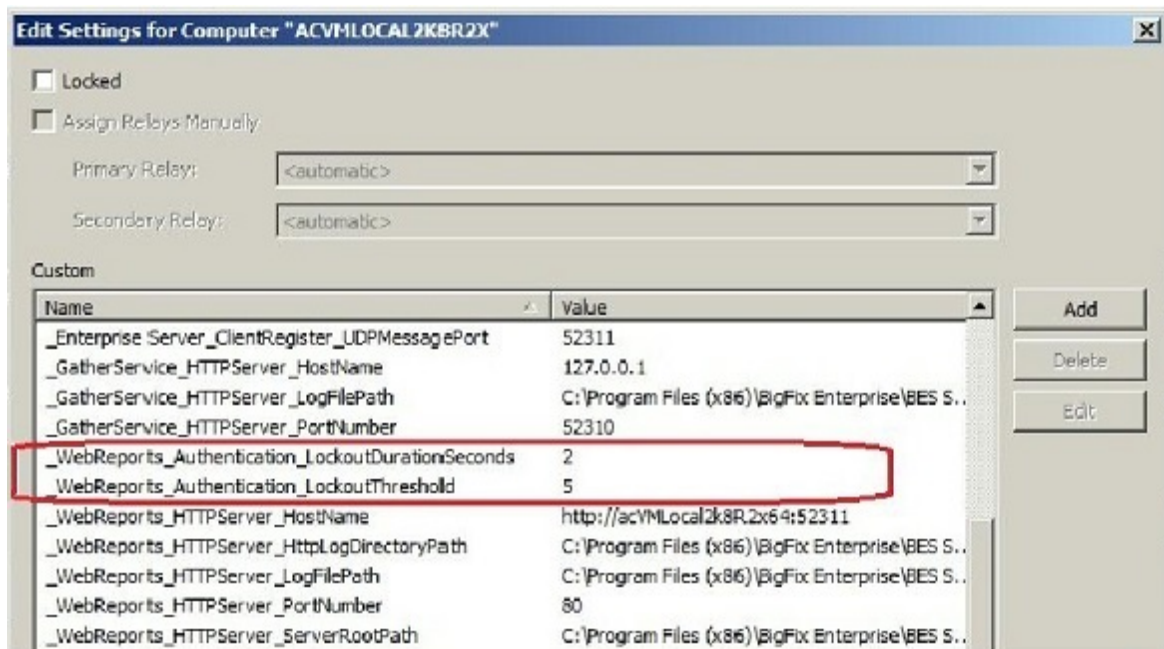 Edit Settings for Computer "ACVMLOCAL2K8R2X"
Locked
Assign Relays Manually
Primary Relay: <automatic>
Secondary Relay: <automatic>
Custom
Name Value
Add
_Enterprise Server_ClientRegister_UDPMessagePort 52311
_GatherService_HTTPServer_HostName 127.0.0.1
Delete
_GatherService_HTTPServer_LogFilePath C:\Program Files (x86)\BigFix Enterprise\BES S..
_GatherService_HTTPServer_PortNumber 52310
Edit
_WebReports_Authentication_LockoutDurationSeconds 2
_WebReports_Authentication_LockoutThreshold 5
_WebReports_HTTPServer_HostName http://acVMLocal2k8R2x64:52311
_WebReports_HTTPServer_HttpLogDirectoryPath C:\Program Files (x86)\BigFix Enterprise\BES S..
_WebReports_HTTPServer_LogFilePath C:\Program Files (x86)\BigFix Enterprise\BES S..
_WebReports_HTTPServer_PortNumber 80
_WebReports_HTTPServer_ServerRootPath C:\Program Files (x86)\BigFix Enterprise\BES S..